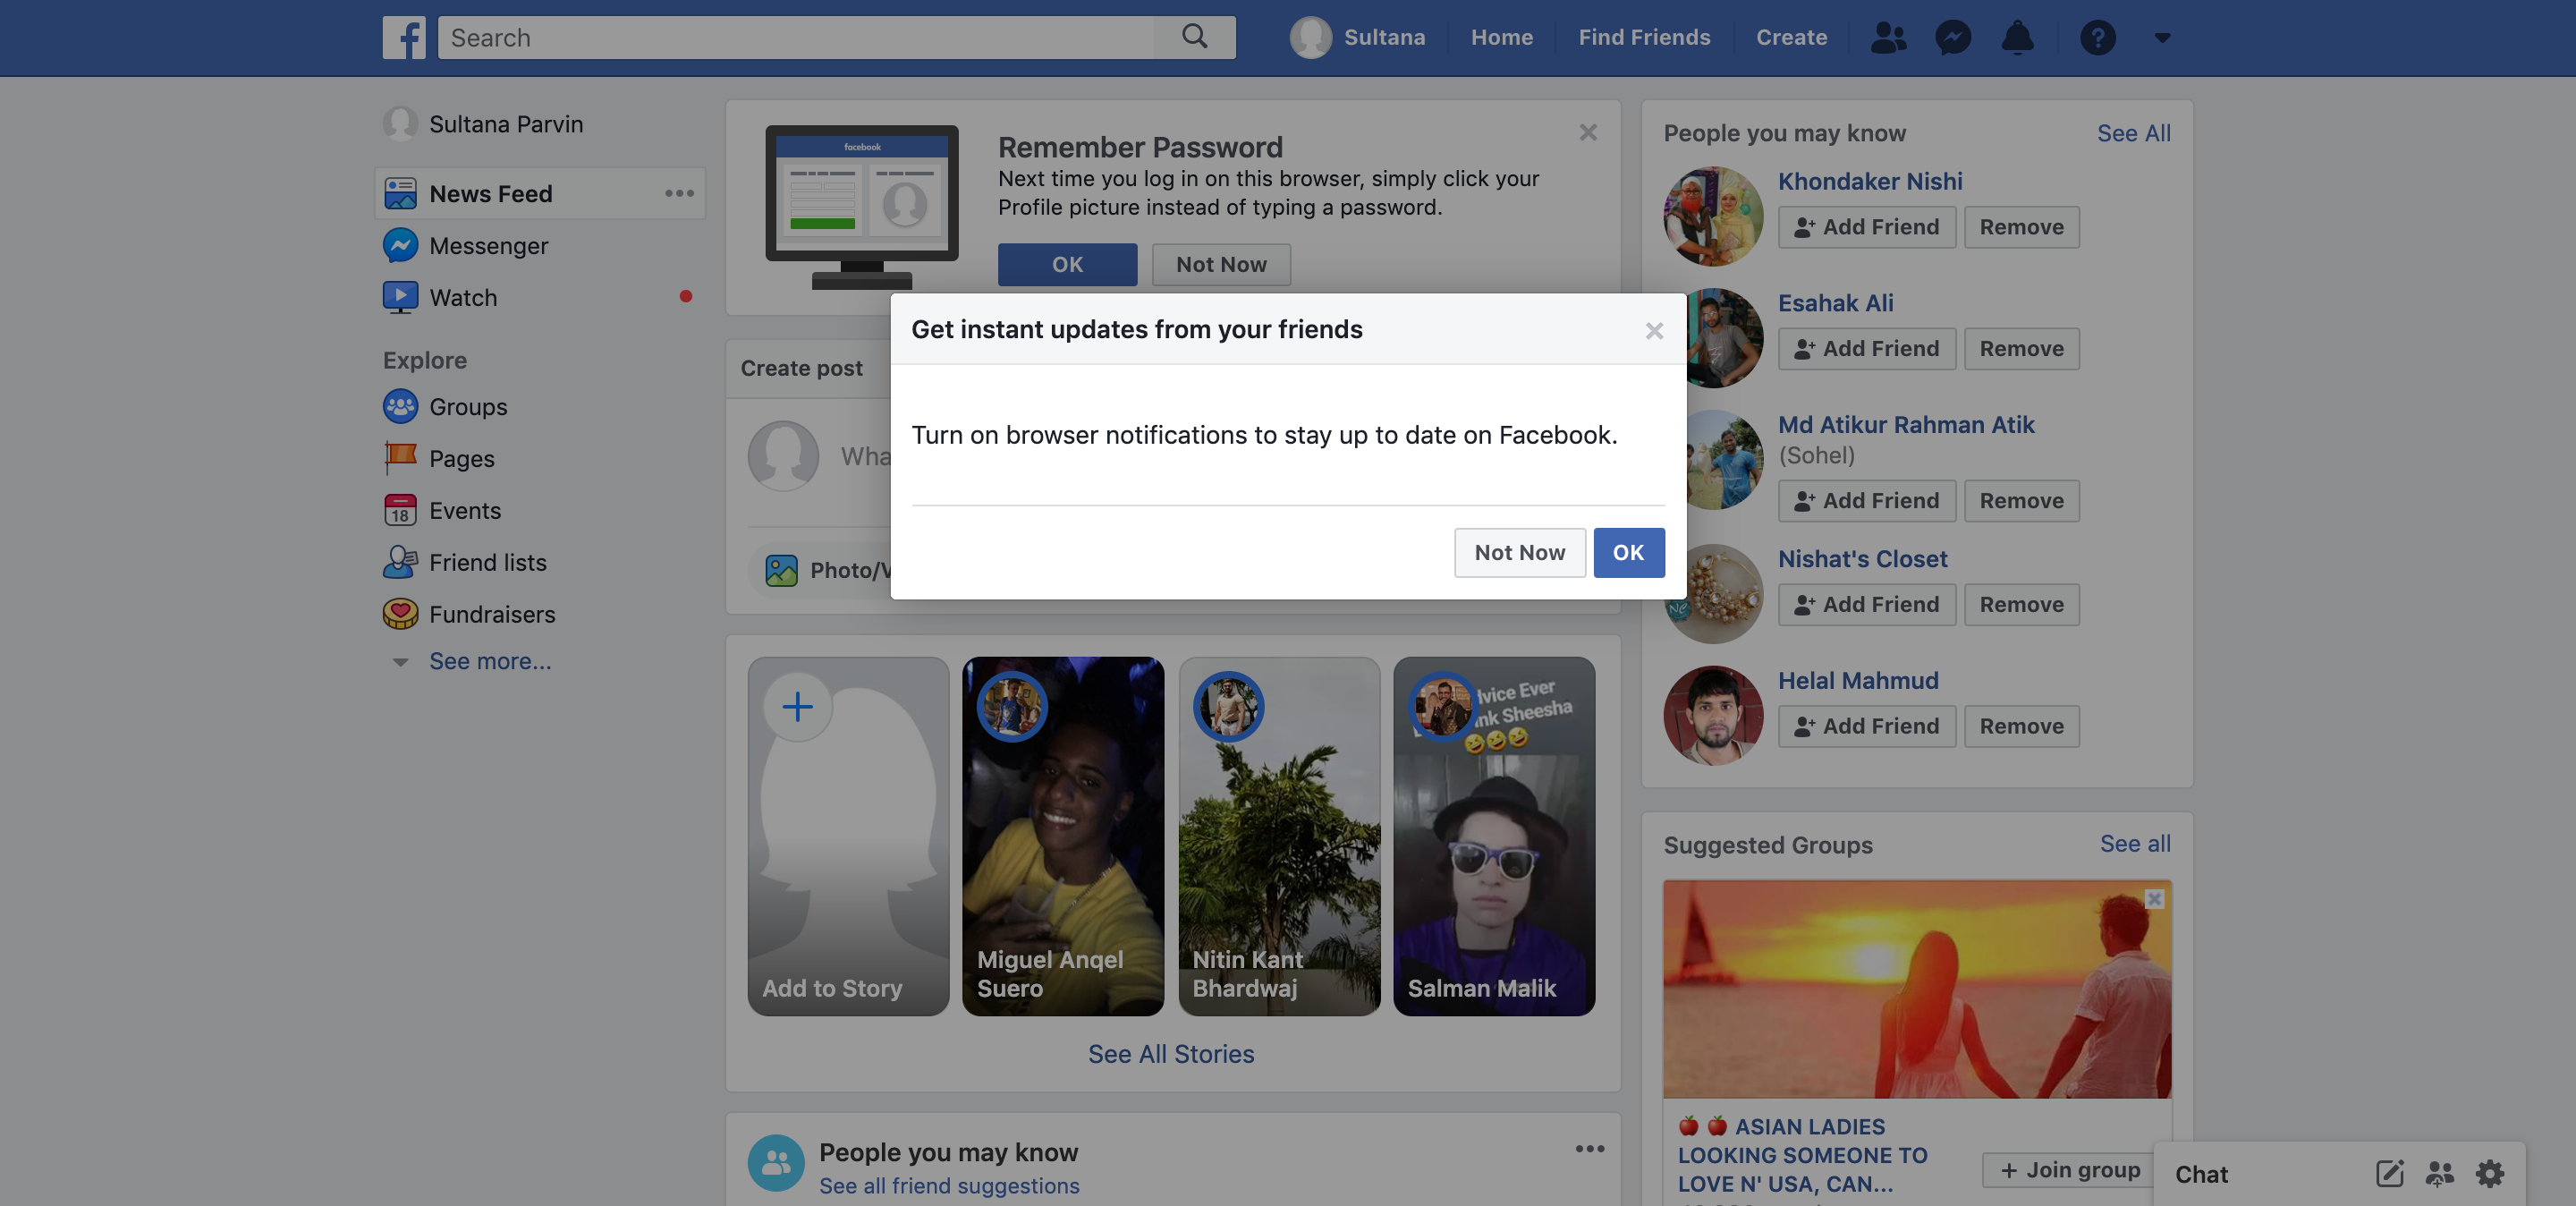 Search
Sultana
Home
Find Friends
Create
Sultana Parvin
News Feed
Messenger
Watch
Explore
Groups
Pages
Events
18
Friend lists
Fundraisers
See more...
facebook
Remember Password
Next time you log in on this browser, simply click your
Profile picture instead of typing a password.
OK
Not Now
Get instant updates from your friends
Turn on browser notifications to stay up to date on Facebook.
Not Now
OK
Create post
Wha
Photo/V
Add to Story
Miguel Anqel
Suero
Nitin Kant
Bhardwaj
dvice Ever
nk Sheesha
Salman Malik
See All Stories
People you may know
See all friend suggestions
People you may know
See All
Khondaker Nishi
Add Friend
Remove
Esahak Ali
Add Friend
Remove
Md Atikur Rahman Atik
(Sohel)
Add Friend
Remove
Nishat's Closet
NC
Add Friend
Remove
Helal Mahmud
Add Friend
Remove
Suggested Groups
See all
🍎 🍎 ASIAN LADIES
LOOKING SOMEONE TO
LOVE N' USA, CAN...
+ Join group
Chat